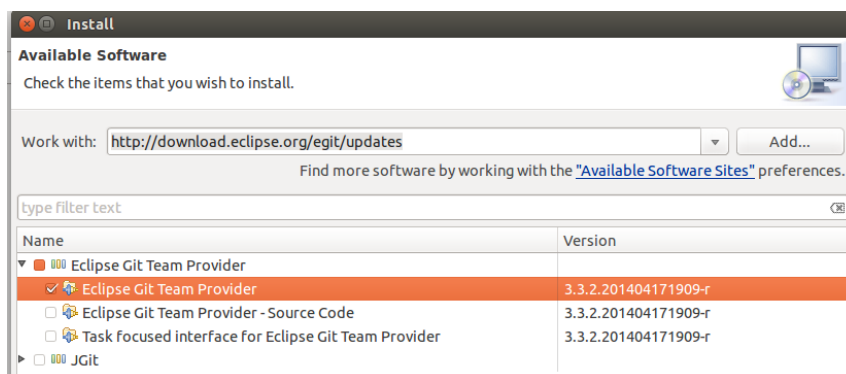 Install
Available Software
Check the items that you wish to install.
Work with: http://download.eclipse.org/egit/updates Add...
Find more software by working with the "Available Software Sites" preferences.
type filter text
Name Version
Eclipse Git Team Provider
Eclipse Git Team Provider 3.3.2.201404171909-r
Eclipse Git Team Provider - Source Code 3.3.2.201404171909-r
Task focused interface for Eclipse Git Team Provider 3.3.2.201404171909-r
JGit